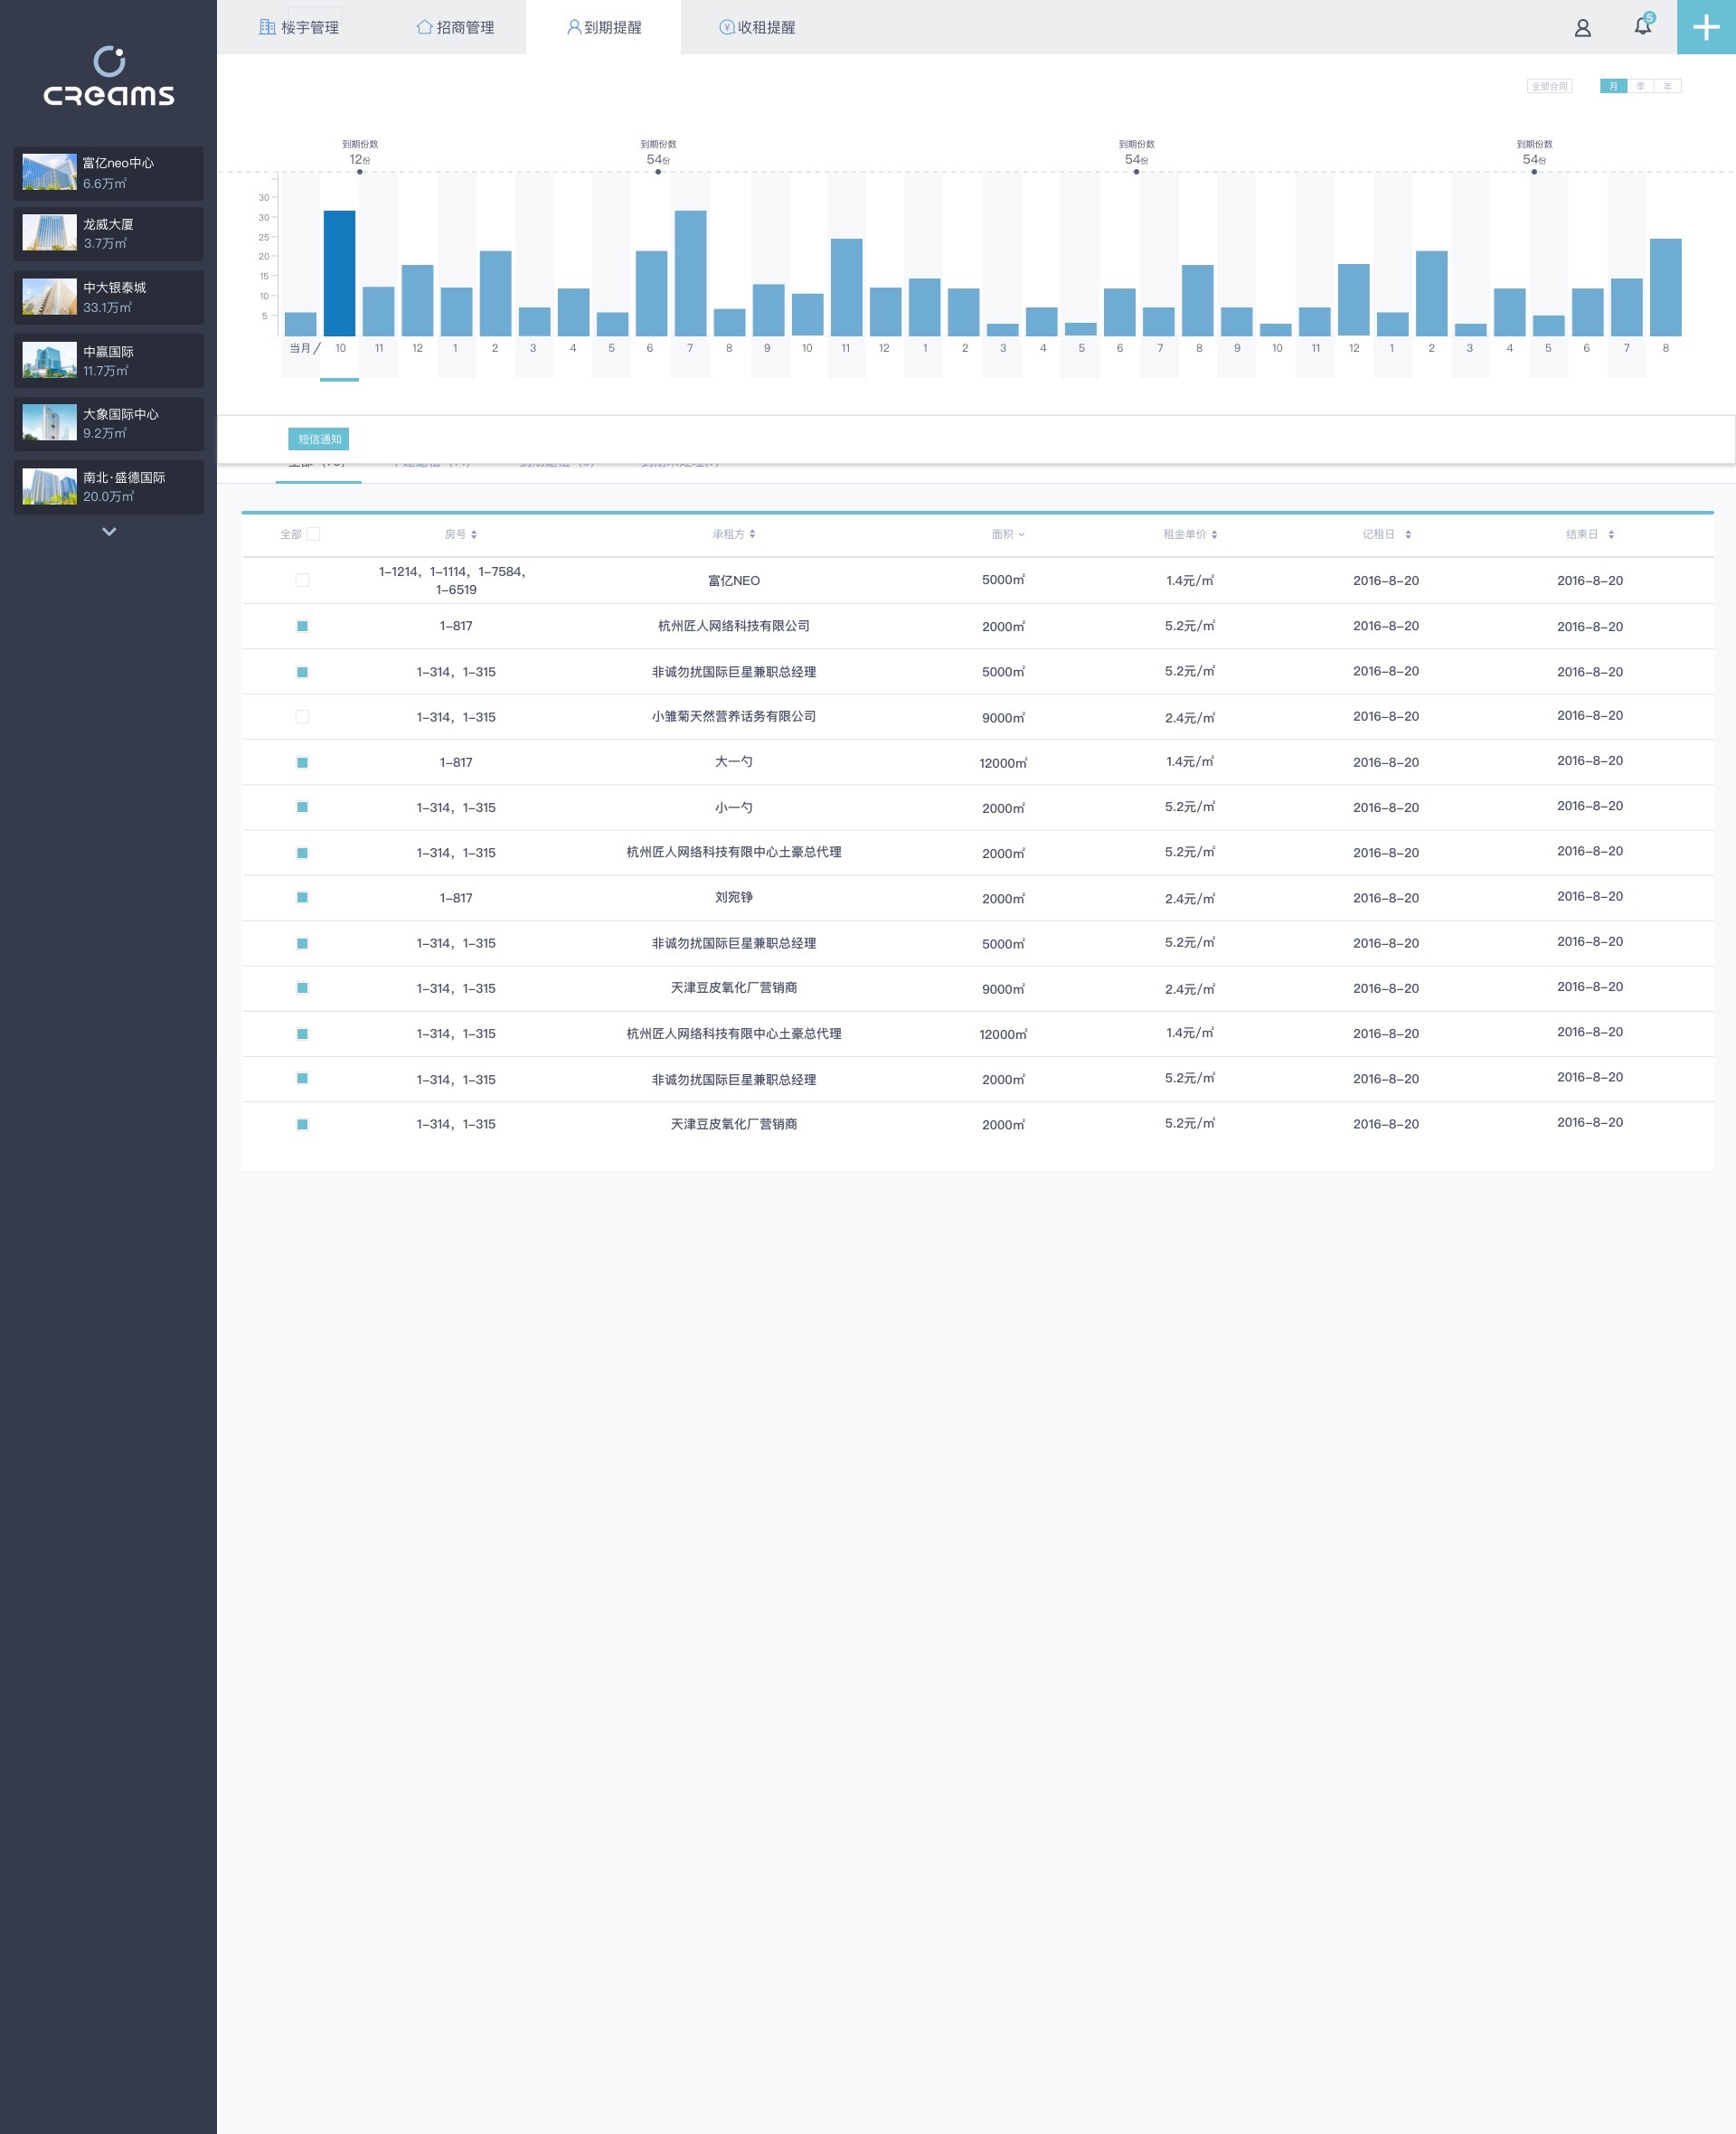 CREAMS
富亿neo中心
6.6万㎡
龙威大厦
3.7万㎡
中大银泰城
33.1万㎡
中赢国际
11.7万㎡
大象国际中心
9.2万㎡
南北·盛德国际
20.0万㎡
楼宇管理 招商管理 到期提醒 收租提醒 5
全部合同 月 季 年
到期份数 到期份数 到期份数 到期份数
12份 54份 54份 54份
30
30
25
20
15
10
5
当月/ 10 11 12 1 2 3 4 5 6 7 8 9 10 11 12 1 2 3 4 5 6 7 8 9 10 11 12 1 2 3 4 5 6 7 8
短信通知
全部 房号 承租方 面积 租金单价 记租日 结束日
1-1214，1-1114，1-7584，
1-6519 富亿NEO 5000㎡ 1.4元/㎡ 2016-8-20 2016-8-20
1-817 杭州匠人网络科技有限公司 2000㎡ 5.2元/㎡ 2016-8-20 2016-8-20
1-314，1-315 非诚勿扰国际巨星兼职总经理 5000㎡ 5.2元/㎡ 2016-8-20 2016-8-20
1-314，1-315 小雏菊天然营养话务有限公司 9000㎡ 2.4元/㎡ 2016-8-20 2016-8-20
1-817 大一勺 12000㎡ 1.4元/㎡ 2016-8-20 2016-8-20
1-314，1-315 小一勺 2000㎡ 5.2元/㎡ 2016-8-20 2016-8-20
1-314，1-315 杭州匠人网络科技有限中心土豪总代理 2000㎡ 5.2元/㎡ 2016-8-20 2016-8-20
1-817 刘宛铮 2000㎡ 2.4元/㎡ 2016-8-20 2016-8-20
1-314，1-315 非诚勿扰国际巨星兼职总经理 5000㎡ 5.2元/㎡ 2016-8-20 2016-8-20
1-314，1-315 天津豆皮氧化厂营销商 9000㎡ 2.4元/㎡ 2016-8-20 2016-8-20
1-314，1-315 杭州匠人网络科技有限中心土豪总代理 12000㎡ 1.4元/㎡ 2016-8-20 2016-8-20
1-314，1-315 非诚勿扰国际巨星兼职总经理 2000㎡ 5.2元/㎡ 2016-8-20 2016-8-20
1-314，1-315 天津豆皮氧化厂营销商 2000㎡ 5.2元/㎡ 2016-8-20 2016-8-20